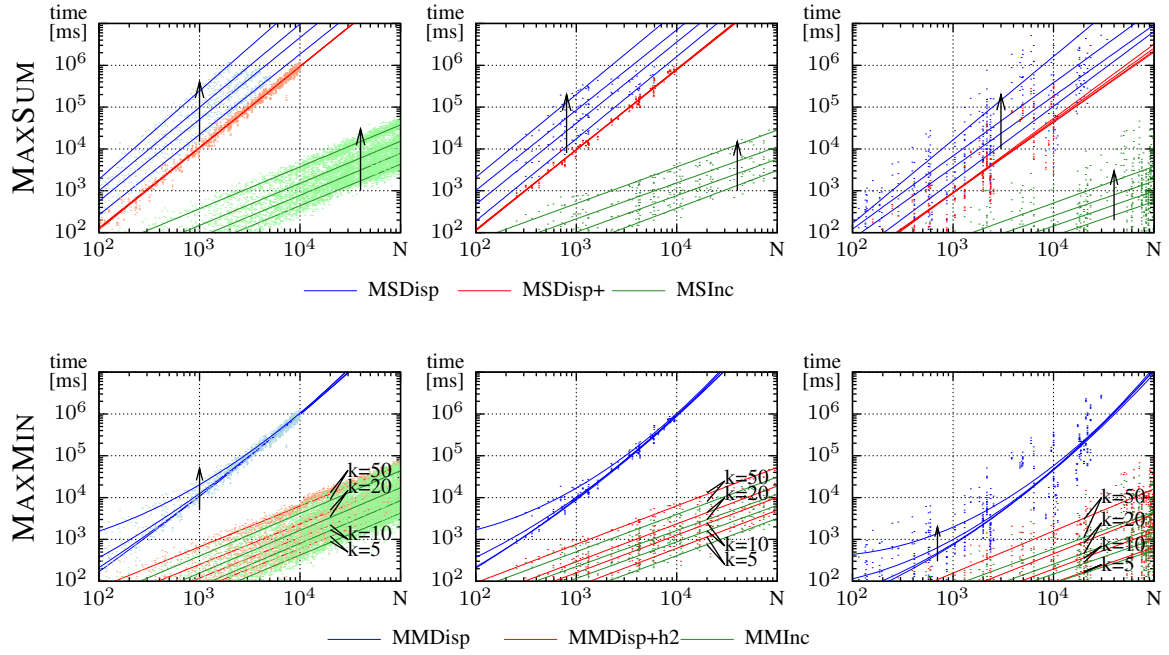 time [ms] time [ms] time [ms]
MAXSUM
10^6 10^6 10^6
10^5 10^5 10^5
10^4 10^4 10^4
10^3 10^3 10^3
10^2 10^2 10^2
10^2 10^3 10^4 N 10^2 10^3 10^4 N 10^2 10^3 10^4 N
MSDisp MSDisp+ MSInc
time [ms] time [ms] time [ms]
MAXMIN
10^6 10^6 10^6
10^5 10^5 10^5
k=50 k=50 k=50
10^4 k=20 10^4 k=20 10^4 k=20
10^3 k=10 10^3 k=10 10^3 k=10
k=5 k=5 k=5
10^2 10^2 10^2
10^2 10^3 10^4 N 10^2 10^3 10^4 N 10^2 10^3 10^4 N
MMDisp MMDisp+h2 MMInc